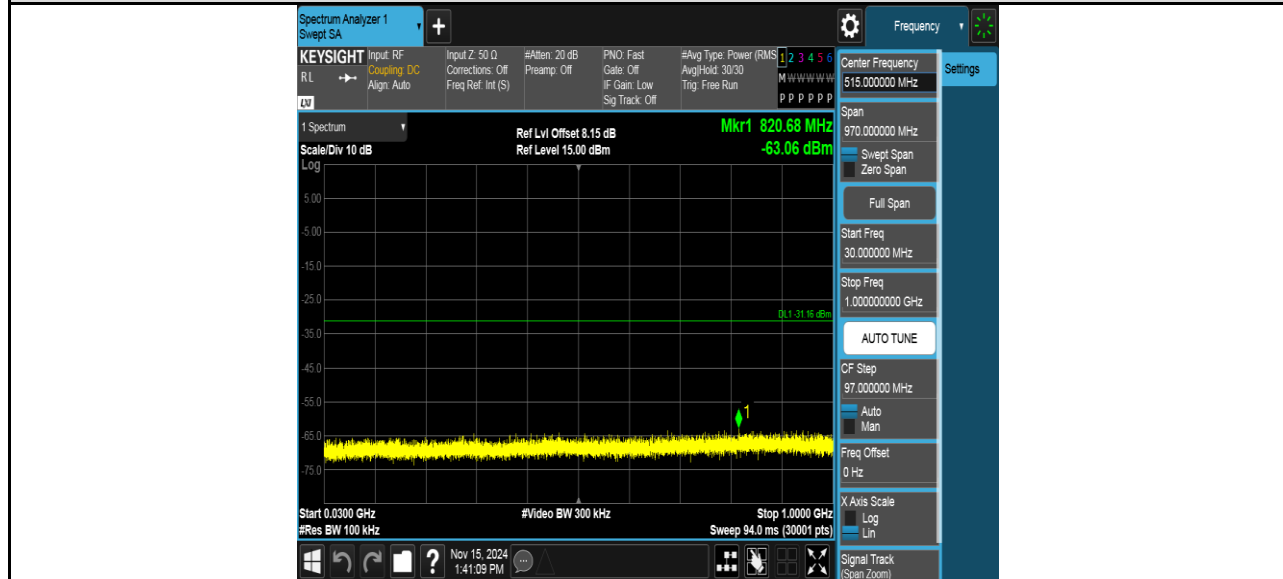 Spectrum Analyzer 1
Swept SA
+
Frequency
KEYSIGHT
RL
LXI
Input: RF
Coupling: DC
Align: Auto
Input Z: 50 Ω
Corrections: Off
Freq Ref: Int (S)
#Atten: 20 dB
Preamp: Off
PNO: Fast
Gate: Off
IF Gain: Low
Sig Track: Off
#Avg Type: Power (RMS
Avg|Hold: 30/30
Trig: Free Run
1 2 3 4 5 6
M W W W W W
P P P P P P
1 Spectrum
Scale/Div 10 dB
Ref Lvl Offset 8.15 dB
Ref Level 15.00 dBm
Mkr1 820.68 MHz
-63.06 dBm
Log
5.00
-5.00
-15.0
-25.0
DL1 -31.16 dBm
-35.0
-45.0
-55.0
1
-65.0
-75.0
Start 0.0300 GHz
#Video BW 300 kHz
Stop 1.0000 GHz
#Res BW 100 kHz
Sweep 94.0 ms (30001 pts)
?
Nov 15, 2024
1:41:09 PM
Center Frequency
515.000000 MHz
Settings
Span
970.000000 MHz
Swept Span
Zero Span
Full Span
Start Freq
30.000000 MHz
Stop Freq
1.000000000 GHz
AUTO TUNE
CF Step
97.000000 MHz
Auto
Man
Freq Offset
0 Hz
X Axis Scale
Log
Lin
Signal Track
(Span Zoom)